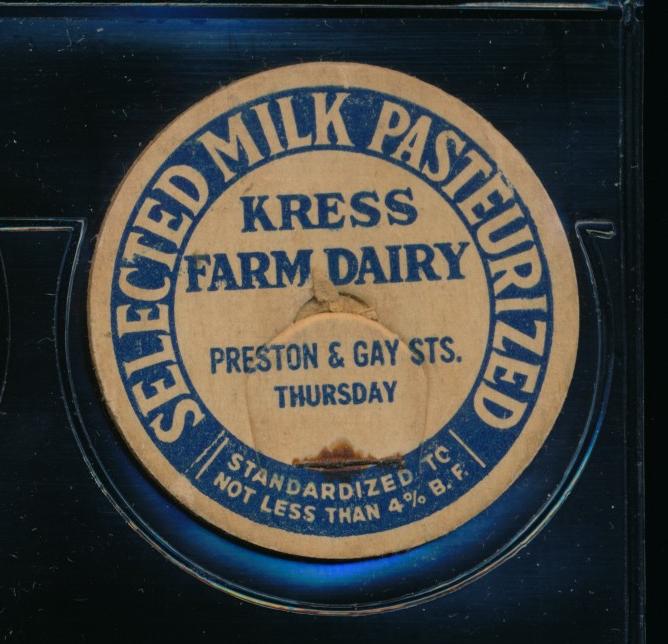 SELECTED MILK PASTEURIZED
KRESS
FARM DAIRY
PRESTON & GAY STS.
THURSDAY
STANDARDIZED TO
NOT LESS THAN 4% B.F.